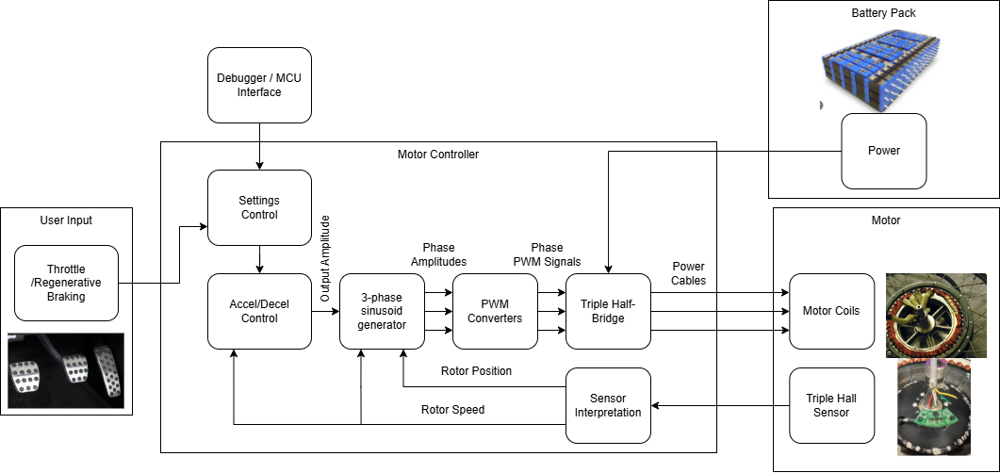 Battery Pack
Power
Debugger / MCU
Interface
Motor Controller
Settings
Control
User Input
Throttle
/Regenerative
Braking
Accel/Decel
Control
Output Amplitude
3-phase
sinusoid
generator
Phase
Amplitudes
PWM
Converters
Phase
PWM Signals
Triple Half-
Bridge
Power
Cables
Motor
Motor Coils
Rotor Position
Rotor Speed
Sensor
Interpretation
Triple Hall
Sensor